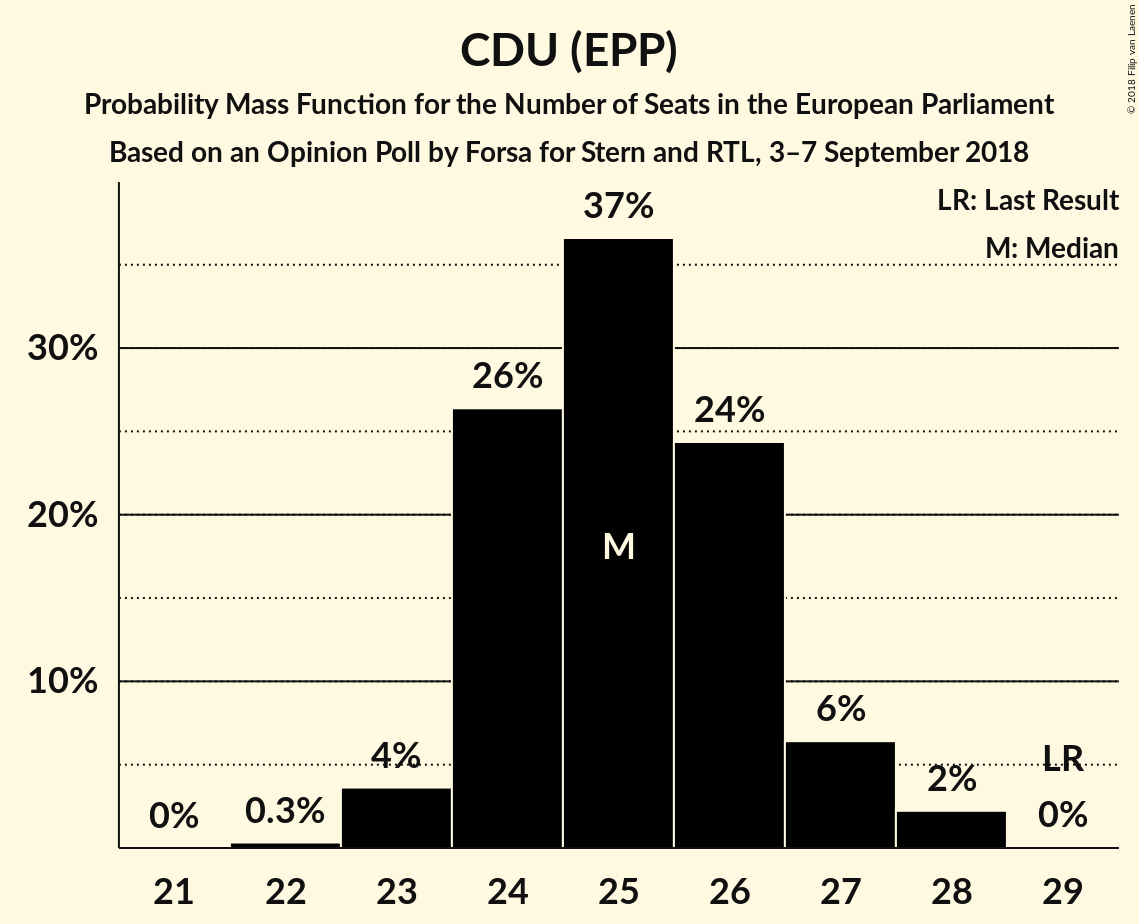 CDU (EPP)
Probability Mass Function for the Number of Seats in the European Parliament
Based on an Opinion Poll by Forsa for Stern and RTL, 3–7 September 2018
© 2018 Filip van Laenen
LR: Last Result
M: Median
37%
30%
26%
24%
20%
M
10%
6%
4%
LR
2%
0%
0.3%
0%
21 22 23 24 25 26 27 28 29